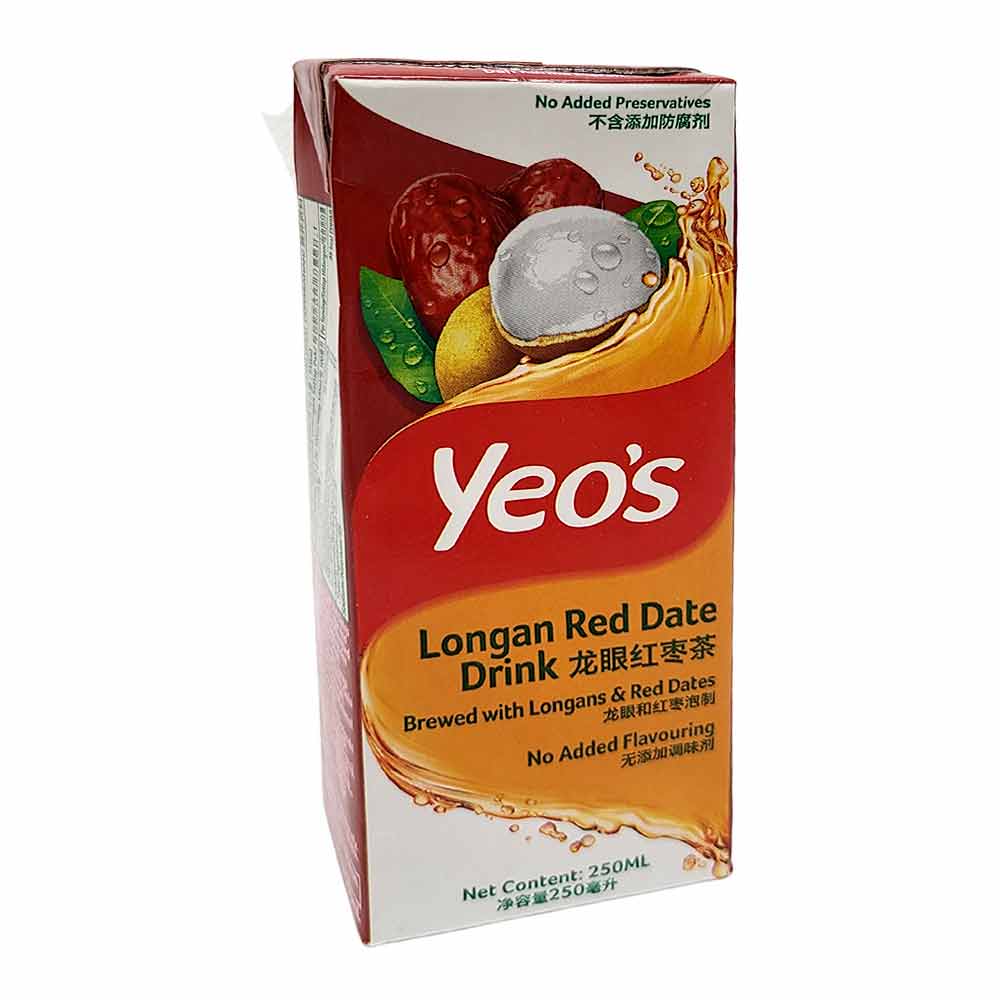 No Added Preservatives
不含添加防腐剂
Yeo's
Longan Red Date
Drink 龙眼红枣茶
Brewed with Longans & Red Dates
龙眼和红枣泡制
No Added Flavouring
无添加调味剂
Net Content: 250ML
净容量250毫升